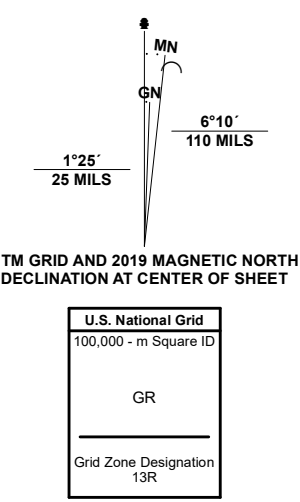 MN
GN
6°10´
110 MILS
1°25´
25 MILS
TM GRID AND 2019 MAGNETIC NORTH
DECLINATION AT CENTER OF SHEET
U.S. National Grid
100,000 - m Square ID
GR
Grid Zone Designation
13R